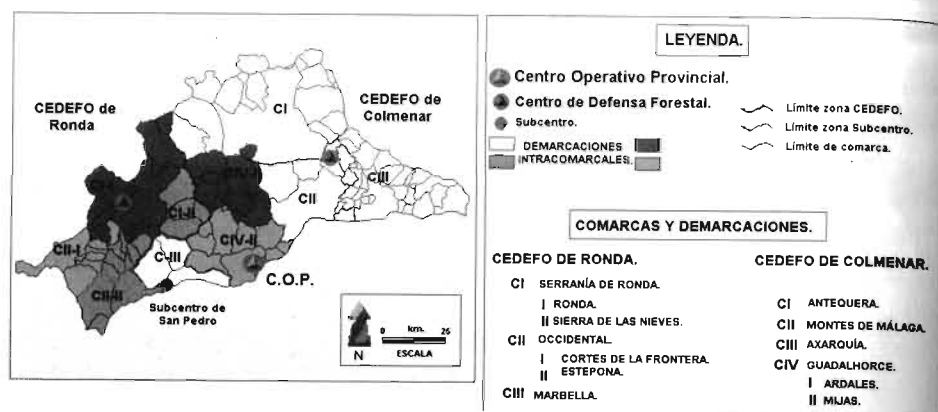 CEDEFO de
Ronda
CI
CEDEFO de
Colmenar
CII
CIII
CI-II
CII-I
C-III
CIV-II
CII-II
C.O.P.
Subcentro de
San Pedro
0 km. 25
N
ESCALA
LEYENDA.
Centro Operativo Provincial.
Centro de Defensa Forestal.
Subcentro.
DEMARCACIONES
INTRACOMARCALES.
Límite zona CEDEFO.
Límite zona Subcentro.
Límite de comarca.
COMARCAS Y DEMARCACIONES.
CEDEFO DE RONDA.
CI SERRANÍA DE RONDA.
I RONDA.
II SIERRA DE LAS NIEVES.
CII OCCIDENTAL.
I CORTES DE LA FRONTERA.
II ESTEPONA.
CIII MARBELLA.
CEDEFO DE COLMENAR.
CI ANTEQUERA.
CII MONTES DE MÁLAGA.
CIII AXARQUÍA.
CIV GUADALHORCE.
I ARDALES.
II MIJAS.